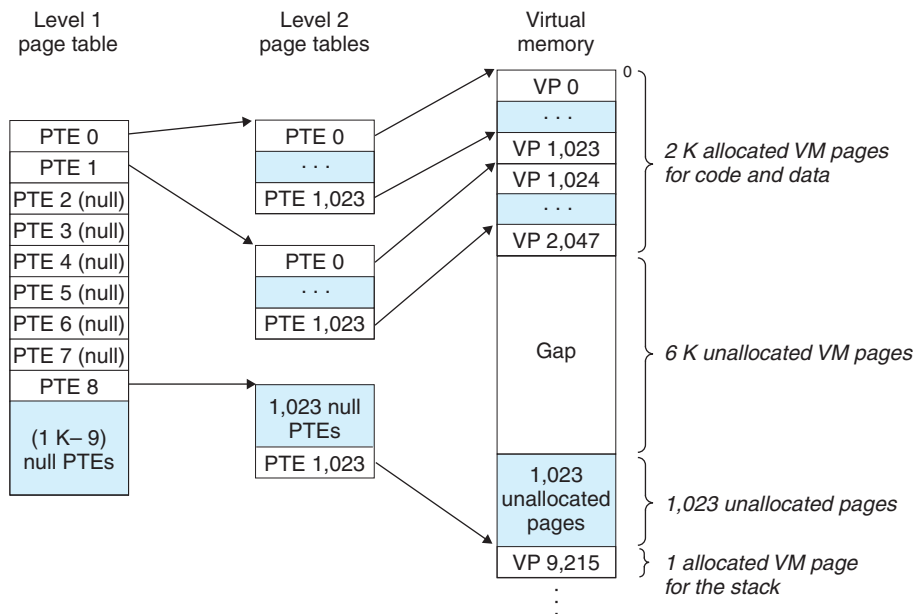 Level 1
page table
Level 2
page tables
Virtual
memory
PTE 0
PTE 1
PTE 2 (null)
PTE 3 (null)
PTE 4 (null)
PTE 5 (null)
PTE 6 (null)
PTE 7 (null)
PTE 8
(1 K– 9)
null PTEs
PTE 0
. . .
PTE 1,023
PTE 0
. . .
PTE 1,023
1,023 null
PTEs
PTE 1,023
0
VP 0
. . .
VP 1,023
VP 1,024
. . .
VP 2,047
Gap
1,023
unallocated
pages
VP 9,215
. . .
2 K allocated VM pages
for code and data
6 K unallocated VM pages
1,023 unallocated pages
1 allocated VM page
for the stack